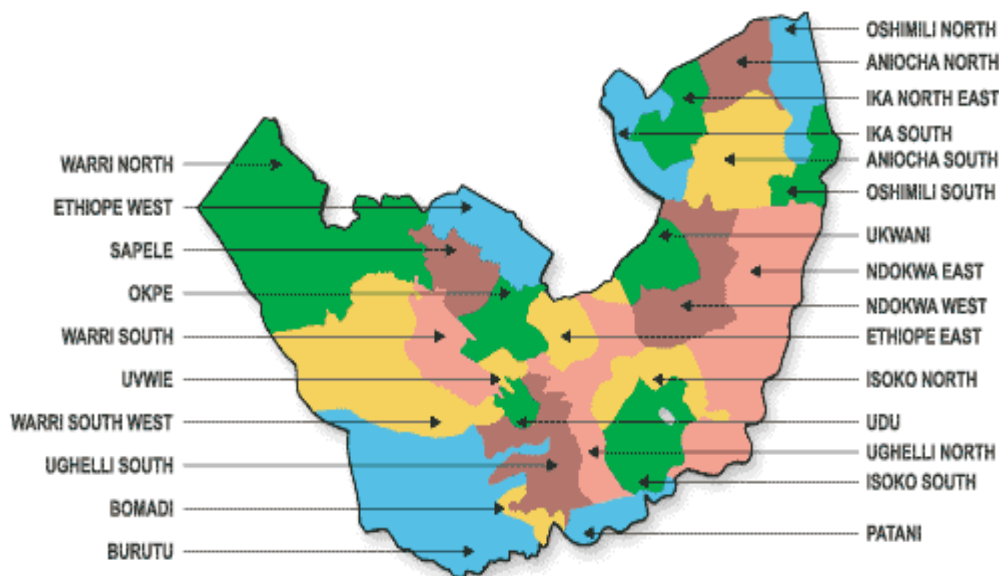 OSHIMILI NORTH
ANIOCHA NORTH
IKA NORTH EAST
IKA SOUTH
WARRI NORTH
ANIOCHA SOUTH
OSHIMILI SOUTH
ETHIOPE WEST
UKWANI
SAPELE
NDOKWA EAST
OKPE
NDOKWA WEST
WARRI SOUTH
ETHIOPE EAST
UVWIE
ISOKO NORTH
WARRI SOUTH WEST
UDU
UGHELLI NORTH
UGHELLI SOUTH
ISOKO SOUTH
BOMADI
PATANI
BURUTU